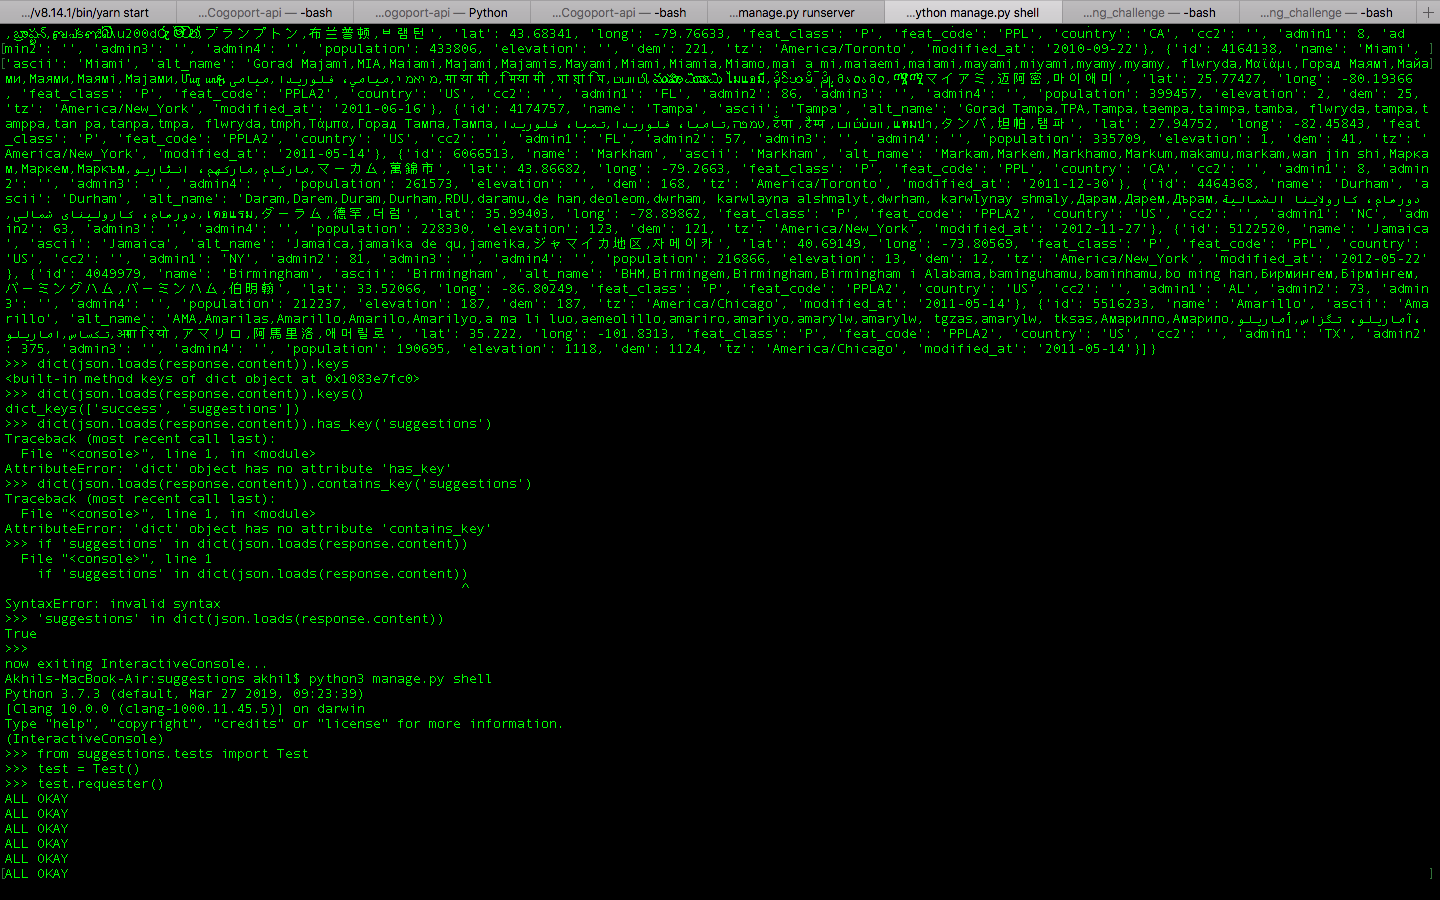 .../v8.14.1/bin/yarn start
...Cogoport-api — -bash
...ogoport-api — Python
...Cogoport-api — -bash
...manage.py runserver
...ython manage.py shell
...ng_challenge — -bash
...ng_challenge — -bash
ブランプトン,布兰普顿,브램턴', 'lat': 43.68341, 'long': -79.76633, 'feat_class': 'P', 'feat_code': 'PPL', 'country': 'CA', 'cc2': '', 'admin1': 8, 'ad
min2': '', 'admin3': '', 'admin4': '', 'population': 433806, 'elevation': '', 'dem': 221, 'tz': 'America/Toronto', 'modified_at': '2010-09-22'}, {'id': 4164138, 'name': 'Miami',
'ascii': 'Miami', 'alt_name': 'Gorad Majami,MIA,Maiami,Majami,Majamis,Mayami,Miami,Miamia,Miamo,mai a mi,maiaemi,maiami,mayami,miyami,myamy,myamy, flwryda,Μαϊάμι,Горад Маямі,Майа
ми,Маями,Маямі,Мајами,マイアミ,迈阿密,마이애미', 'lat': 25.77427, 'long': -80.19366
, 'feat_class': 'P', 'feat_code': 'PPLA2', 'country': 'US', 'cc2': '', 'admin1': 'FL', 'admin2': 86, 'admin3': '', 'admin4': '', 'population': 399457, 'elevation': 2, 'dem': 25,
'tz': 'America/New_York', 'modified_at': '2011-06-16'}, {'id': 4174757, 'name': 'Tampa', 'ascii': 'Tampa', 'alt_name': 'Gorad Tampa,TPA,Tampa,taempa,taimpa,tamba, flwryda,tampa,t
amppa,tan pa,tanpa,tmpa, flwryda,tmph,Τάμπα,Горад Тампа,Тампа,タンパ,坦帕,탬파', 'lat': 27.94752, 'long': -82.45843, 'feat
_class': 'P', 'feat_code': 'PPLA2', 'country': 'US', 'cc2': '', 'admin1': 'FL', 'admin2': 57, 'admin3': '', 'admin4': '', 'population': 335709, 'elevation': 1, 'dem': 41, 'tz': '
America/New_York', 'modified_at': '2011-05-14'}, {'id': 6066513, 'name': 'Markham', 'ascii': 'Markham', 'alt_name': 'Markam,Markem,Markhamo,Markum,makamu,markam,wan jin shi,Марка
м,Маркем,Маркъм,マーカム,萬錦市', 'lat': 43.86682, 'long': -79.2663, 'feat_class': 'P', 'feat_code': 'PPL', 'country': 'CA', 'cc2': '', 'admin1': 8, 'admin
2': '', 'admin3': '', 'admin4': '', 'population': 261573, 'elevation': '', 'dem': 168, 'tz': 'America/Toronto', 'modified_at': '2011-12-30'}, {'id': 4464368, 'name': 'Durham', 'a
scii': 'Durham', 'alt_name': 'Daram,Darem,Duram,Durham,RDU,daramu,de han,deoleom,dwrham, karwlayna alshmalyt,dwrham, karwlynay shmaly,Дарам,Дарем,Дъръм,
ダーラム,德罕,더럼', 'lat': 35.99403, 'long': -78.89862, 'feat_class': 'P', 'feat_code': 'PPLA2', 'country': 'US', 'cc2': '', 'admin1': 'NC', 'adm
in2': 63, 'admin3': '', 'admin4': '', 'population': 228330, 'elevation': 123, 'dem': 121, 'tz': 'America/New_York', 'modified_at': '2012-11-27'}, {'id': 5122520, 'name': 'Jamaica
', 'ascii': 'Jamaica', 'alt_name': 'Jamaica,jamaika de qu,jameika,ジャマイカ地区,자메이카', 'lat': 40.69149, 'long': -73.80569, 'feat_class': 'P', 'feat_code': 'PPL', 'country':
'US', 'cc2': '', 'admin1': 'NY', 'admin2': 81, 'admin3': '', 'admin4': '', 'population': 216866, 'elevation': 13, 'dem': 12, 'tz': 'America/New_York', 'modified_at': '2012-05-22'
}, {'id': 4049979, 'name': 'Birmingham', 'ascii': 'Birmingham', 'alt_name': 'BHM,Birmingem,Birmingham,Birmingham i Alabama,baminguhamu,baminhamu,bo ming han,Бирмингем,Бірмінгем,
バーミングハム,バーミンハム,伯明翰', 'lat': 33.52066, 'long': -86.80249, 'feat_class': 'P', 'feat_code': 'PPLA2', 'country': 'US', 'cc2': '', 'admin1': 'AL', 'admin2': 73, 'admin
3': '', 'admin4': '', 'population': 212237, 'elevation': 187, 'dem': 187, 'tz': 'America/Chicago', 'modified_at': '2011-05-14'}, {'id': 5516233, 'name': 'Amarillo', 'ascii': 'Ama
rillo', 'alt_name': 'AMA,Amarilas,Amarillo,Amarilo,Amarilyo,a ma li luo,aemeolillo,amariro,amariyo,amarylw,amarylw, tgzas,amarylw, tksas,Амарилло,Амарило,
アマリロ,阿馬里洛,애머릴로', 'lat': 35.222, 'long': -101.8313, 'feat_class': 'P', 'feat_code': 'PPLA2', 'country': 'US', 'cc2': '', 'admin1': 'TX', 'admin2'
: 375, 'admin3': '', 'admin4': '', 'population': 190695, 'elevation': 1118, 'dem': 1124, 'tz': 'America/Chicago', 'modified_at': '2011-05-14'}]}
>>> dict(json.loads(response.content)).keys
<built-in method keys of dict object at 0x1083e7fc0>
>>> dict(json.loads(response.content)).keys()
dict_keys(['success', 'suggestions'])
>>> dict(json.loads(response.content)).has_key('suggestions')
Traceback (most recent call last):
  File "<console>", line 1, in <module>
AttributeError: 'dict' object has no attribute 'has_key'
>>> dict(json.loads(response.content)).contains_key('suggestions')
Traceback (most recent call last):
  File "<console>", line 1, in <module>
AttributeError: 'dict' object has no attribute 'contains_key'
>>> if 'suggestions' in dict(json.loads(response.content))
  File "<console>", line 1
    if 'suggestions' in dict(json.loads(response.content))
^
SyntaxError: invalid syntax
>>> 'suggestions' in dict(json.loads(response.content))
True
>>>
now exiting InteractiveConsole...
Akhils-MacBook-Air:suggestions akhil$ python3 manage.py shell
Python 3.7.3 (default, Mar 27 2019, 09:23:39)
[Clang 10.0.0 (clang-1000.11.45.5)] on darwin
Type "help", "copyright", "credits" or "license" for more information.
(InteractiveConsole)
>>> from suggestions.tests import Test
>>> test = Test()
>>> test.requester()
ALL OKAY
ALL OKAY
ALL OKAY
ALL OKAY
ALL OKAY
ALL OKAY